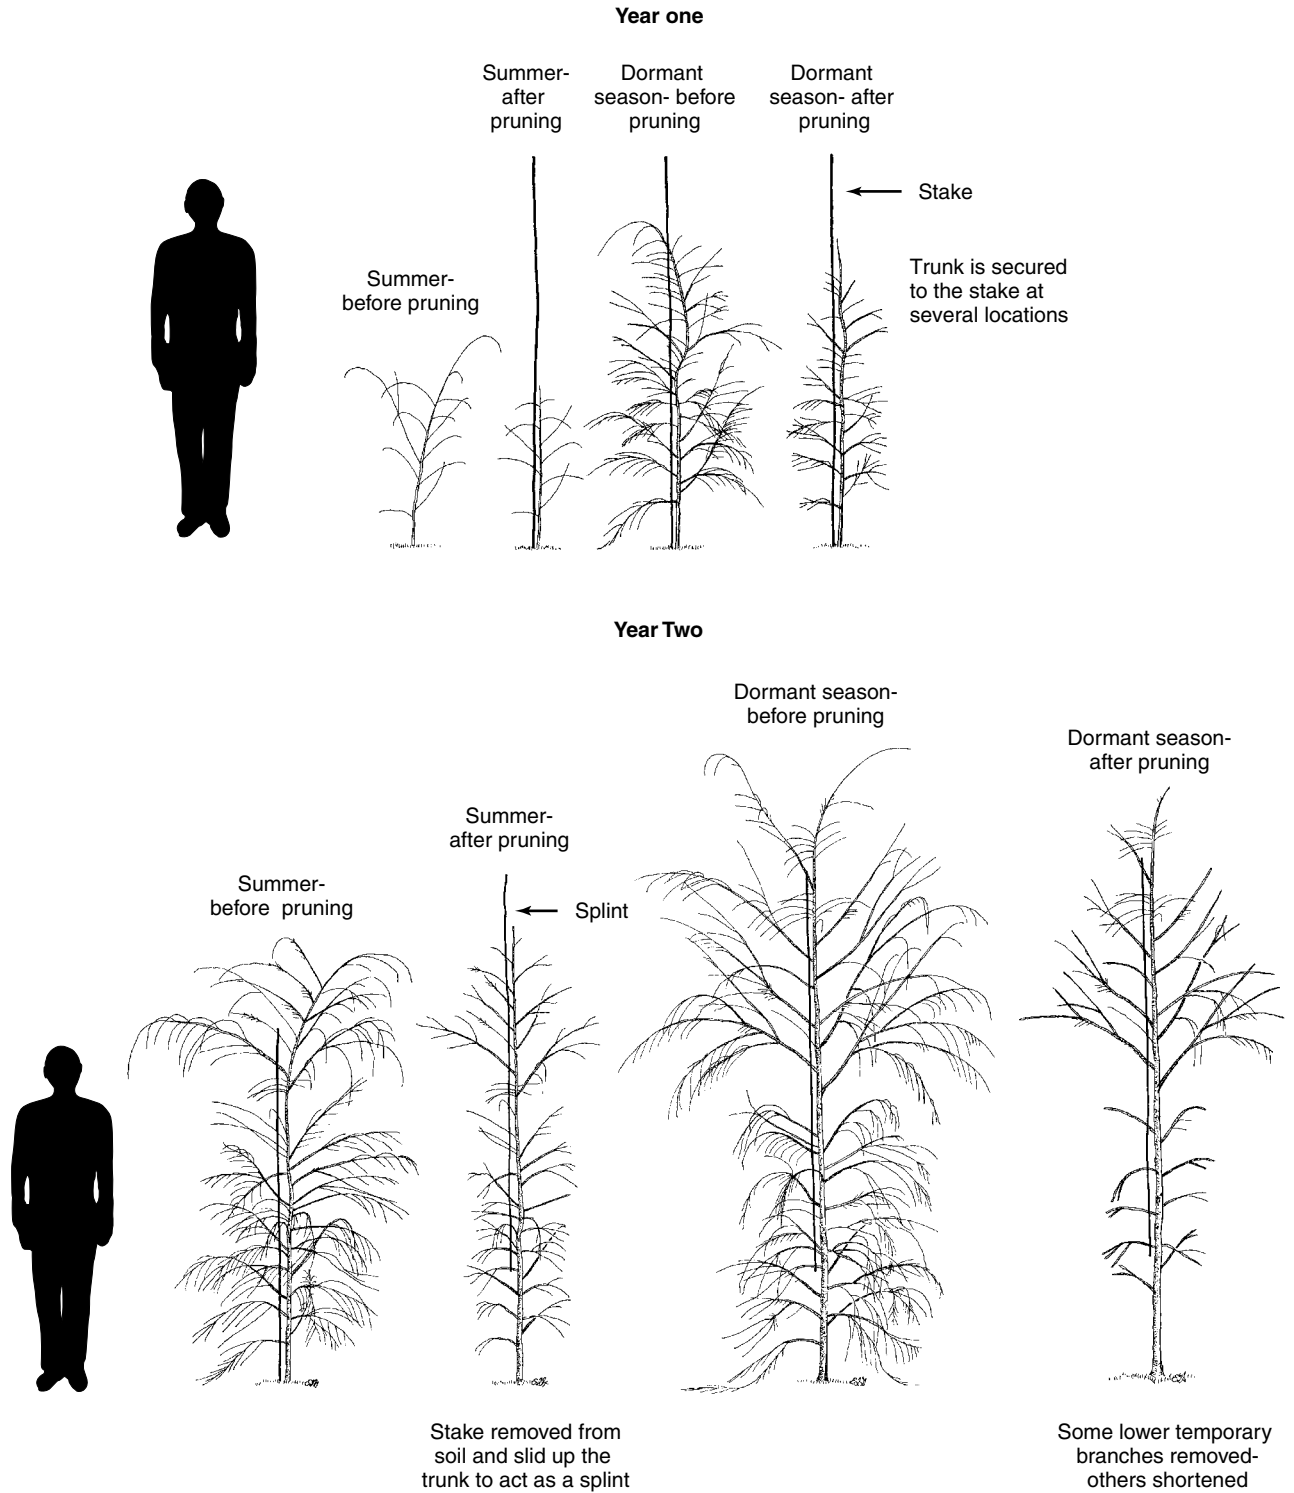 Year one
Summer-
after
pruning
Dormant
season- before
pruning
Dormant
season- after
pruning
Stake
Summer-
before pruning
Trunk is secured
to the stake at
several locations
Year Two
Dormant season-
before pruning
Dormant season-
after pruning
Summer-
after pruning
Summer-
before pruning
Splint
Stake removed from
soil and slid up the
trunk to act as a splint
Some lower temporary
branches removed-
others shortened